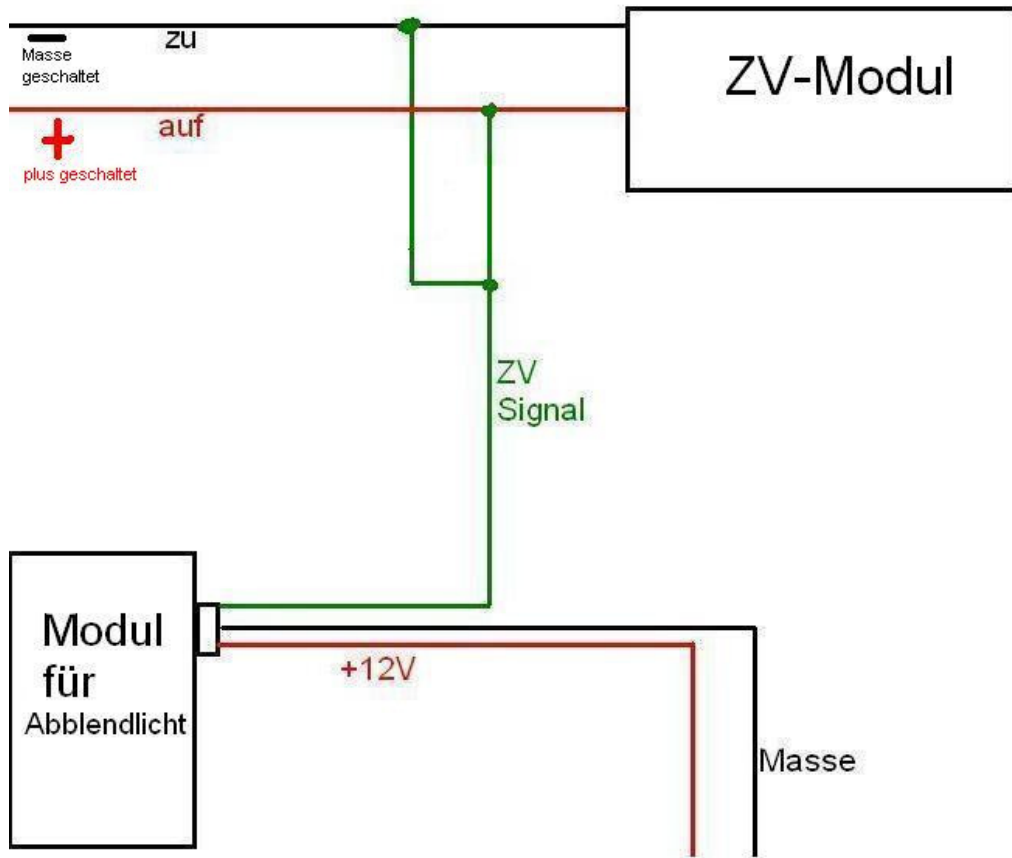 zu
Masse
geschaltet
ZV-Modul
auf
+
plus geschaltet
ZV
Signal
Modul
für
Abblendlicht
+12V
Masse